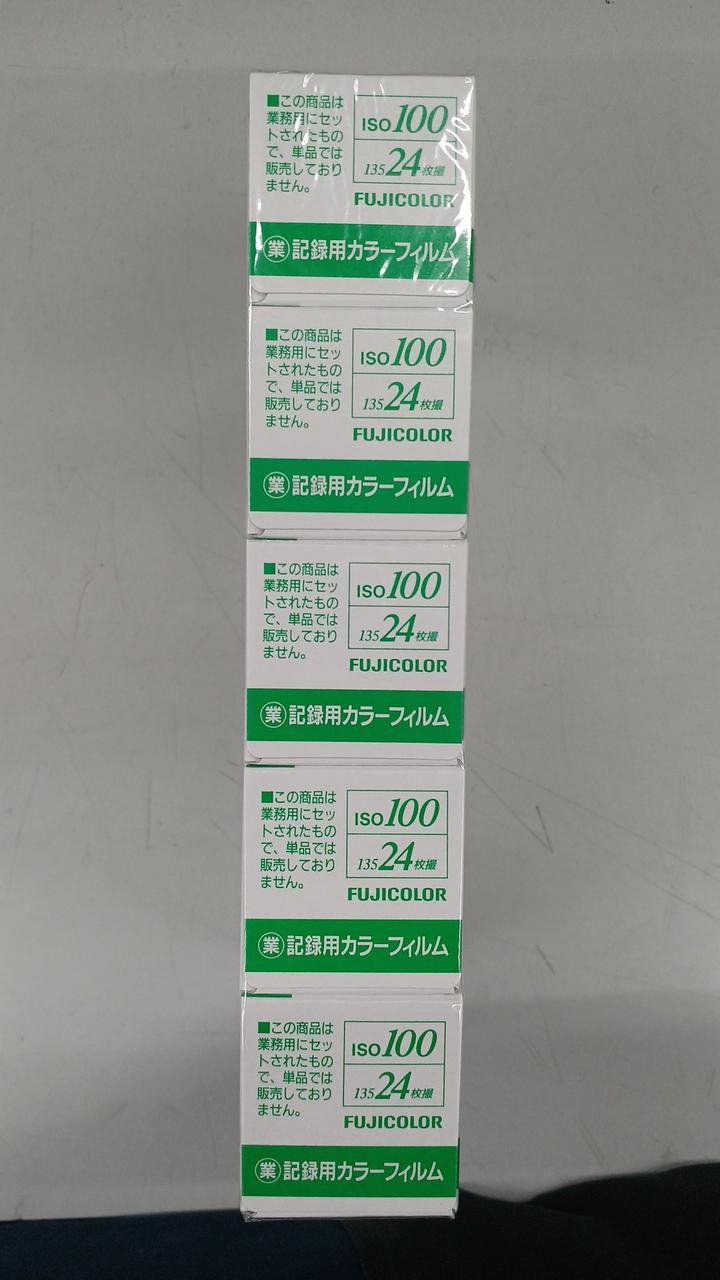 ■この商品は
業務用にセッ
トされたもの
で、単品では
販売しており
ません。
ISO100
135 24枚撮
FUJICOLOR
業 記録用カラーフィルム
■この商品は
業務用にセッ
トされたもの
で、単品では
販売しており
ません。
ISO100
135 24枚撮
FUJICOLOR
業 記録用カラーフィルム
■この商品は
業務用にセッ
トされたもの
で、単品では
販売しており
ません。
ISO100
135 24枚撮
FUJICOLOR
業 記録用カラーフィルム
■この商品は
業務用にセッ
トされたもの
で、単品では
販売しており
ません。
ISO100
135 24枚撮
FUJICOLOR
業 記録用カラーフィルム
■この商品は
業務用にセッ
トされたもの
で、単品では
販売しており
ません。
ISO100
135 24枚撮
FUJICOLOR
業 記録用カラーフィルム